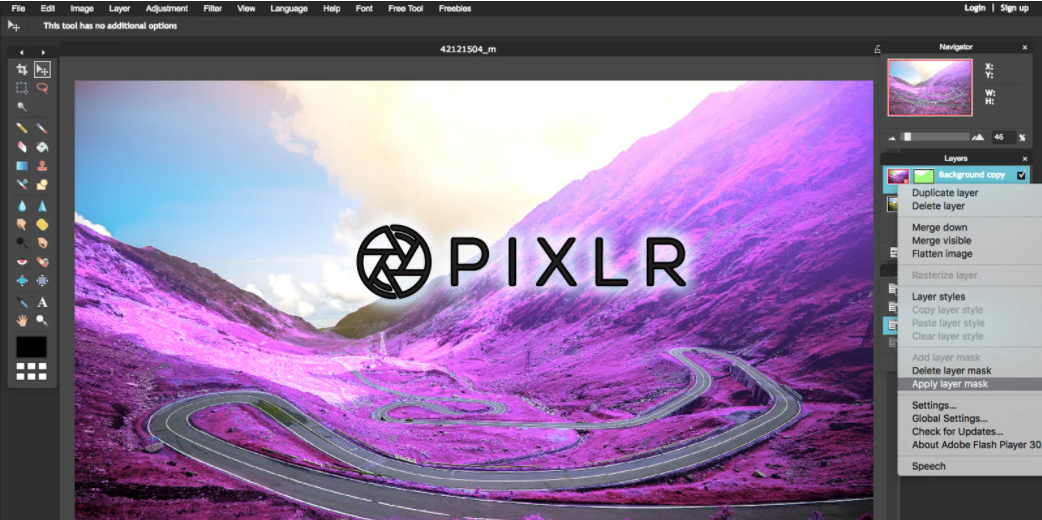 File Edit Image Layer Adjustment Filter View Language Help Font Free Tool Freebies Login | Sign up
This tool has no additional options
42121504_m
Navigator x
X:
Y:
W:
H:
46 %
Layers x
Background copy
Duplicate layer
Delete layer
Merge down
Merge visible
Flatten image
Rasterize layer
Layer styles
Copy layer style
Paste layer style
Clear layer style
Add layer mask
Delete layer mask
Apply layer mask
Settings...
Global Settings...
Check for Updates...
About Adobe Flash Player 30
Speech
A
PIXLR